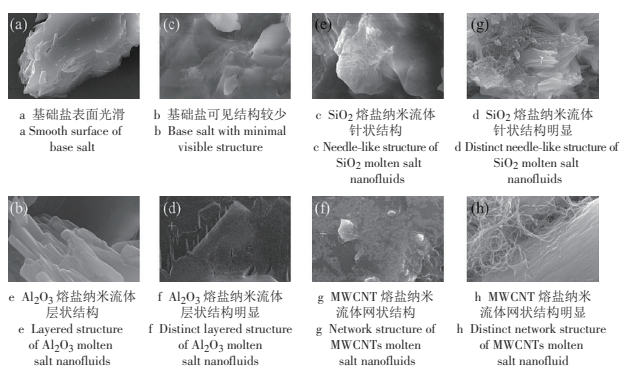 (a) (c) (e) (g)
a 基础盐表面光滑
a Smooth surface of
base salt
b 基础盐可见结构较少
b Base salt with minimal
visible structure
c SiO2 熔盐纳米流体
针状结构
c Needle-like structure of
SiO2 molten salt
nanofluids
d SiO2 熔盐纳米流体
针状结构明显
d Distinct needle-like structure of
SiO2 molten salt
nanofluids
(b) (d) (f) (h)
e Al2O3 熔盐纳米流体
层状结构
e Layered structure
of Al2O3 molten
salt nanofluids
f Al2O3 熔盐纳米流体
层状结构明显
f Distinct layered structure
of Al2O3 molten
salt nanofluids
g MWCNT 熔盐纳米
流体网状结构
g Network structure of
MWCNTs molten
salt nanofluids
h MWCNT 熔盐纳米
流体网状结构明显
h Distinct network structure
of MWCNTs molten
salt nanofluid